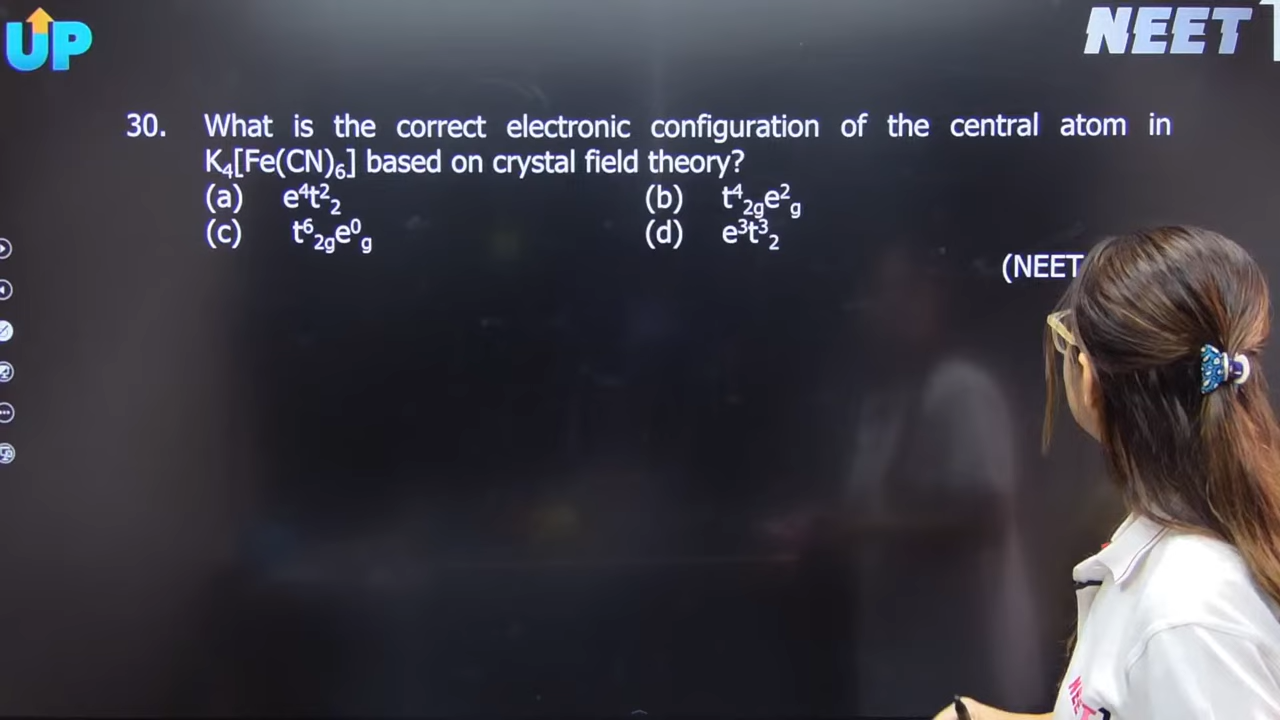 UP
NEET
30. What is the correct electronic configuration of the central atom in
K₄[Fe(CN)₆] based on crystal field theory?
(a) e⁴t²₂ (b) t⁴₂ge²g
(c) t⁶₂ge⁰g (d) e³t³₂
(NEET